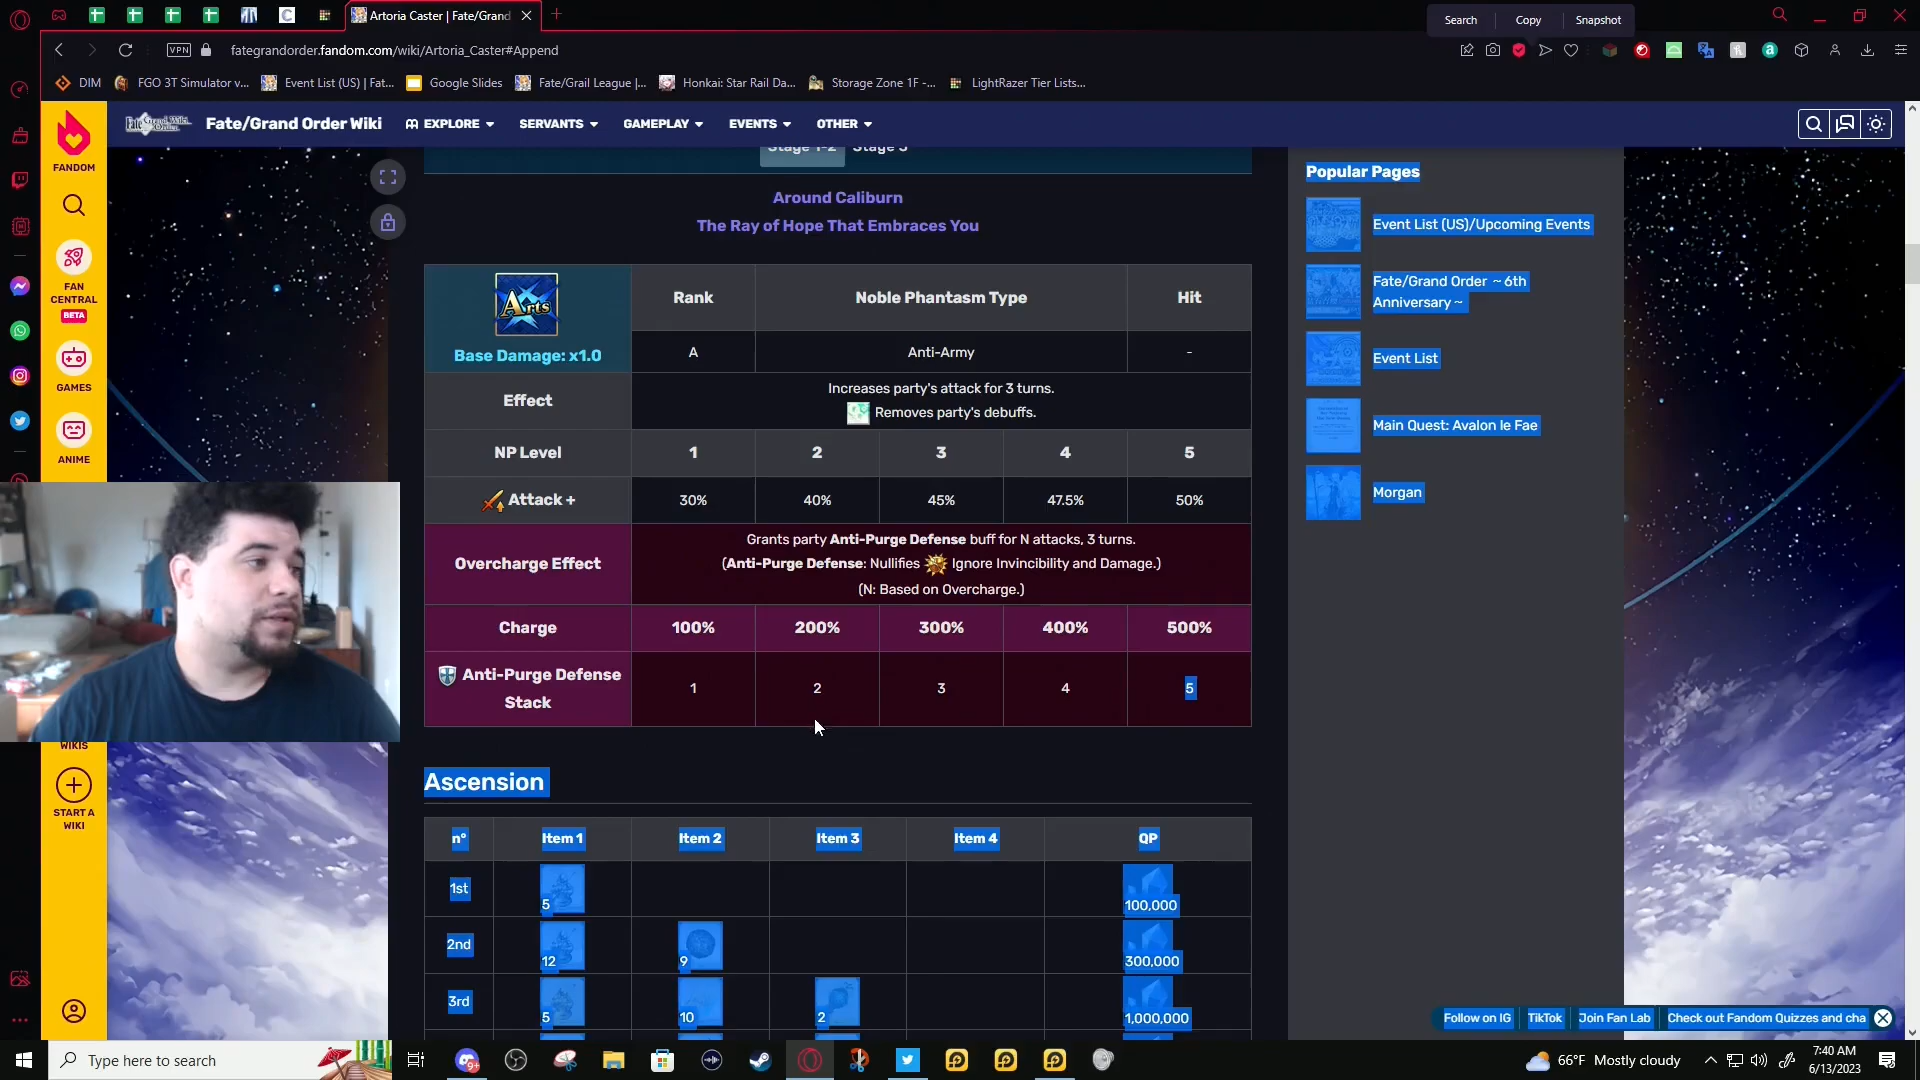 Artoria Caster | Fate/Grand
Search Copy Snapshot
VPN fategrandorder.fandom.com/wiki/Artoria_Caster#Append
DIM FGO 3T Simulator v... Event List (US) | Fat... Google Slides Fate/Grail League |... Honkai: Star Rail Da... Storage Zone 1F -... LightRazer Tier Lists...
FANDOM
FAN
CENTRAL
BETA
GAMES
ANIME
WIKIS
START A
WIKI
Fate/Grand Order Wiki EXPLORE SERVANTS GAMEPLAY EVENTS OTHER
Stage 1-2 Stage 3
Around Caliburn
The Ray of Hope That Embraces You
Arts
Base Damage: x1.0
Rank Noble Phantasm Type Hit
A Anti-Army -
Effect
Increases party's attack for 3 turns.
Removes party's debuffs.
NP Level 1 2 3 4 5
Attack + 30% 40% 45% 47.5% 50%
Overcharge Effect
Grants party Anti-Purge Defense buff for N attacks, 3 turns.
(Anti-Purge Defense: Nullifies Ignore Invincibility and Damage.)
(N: Based on Overcharge.)
Charge 100% 200% 300% 400% 500%
Anti-Purge Defense
Stack
1 2 3 4 5
Ascension
n° Item 1 Item 2 Item 3 Item 4 QP
1st 5 100,000
2nd 12 9 300,000
3rd 5 10 2 1,000,000
Popular Pages
Event List (US)/Upcoming Events
Fate/Grand Order ~6th
Anniversary~
Event List
Main Quest: Avalon le Fae
Morgan
Follow on IG TikTok Join Fan Lab Check out Fandom Quizzes and cha
Type here to search
9+
66°F Mostly cloudy
7:40 AM
6/13/2023